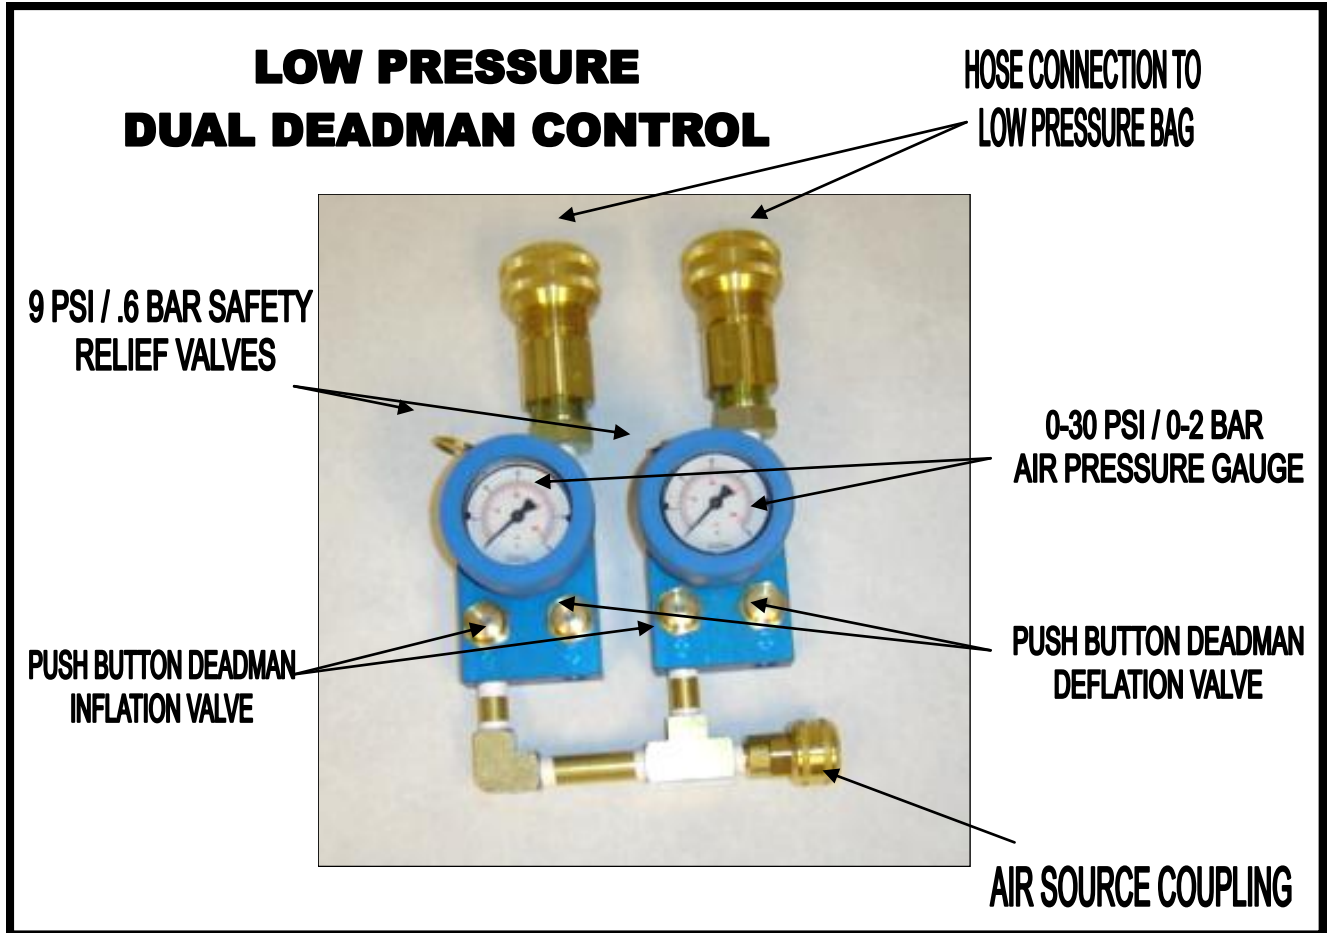 LOW PRESSURE
DUAL DEADMAN CONTROL
HOSE CONNECTION TO
LOW PRESSURE BAG
9 PSI / .6 BAR SAFETY
RELIEF VALVES
0-30 PSI / 0-2 BAR
AIR PRESSURE GAUGE
PUSH BUTTON DEADMAN
INFLATION VALVE
PUSH BUTTON DEADMAN
DEFLATION VALVE
AIR SOURCE COUPLING